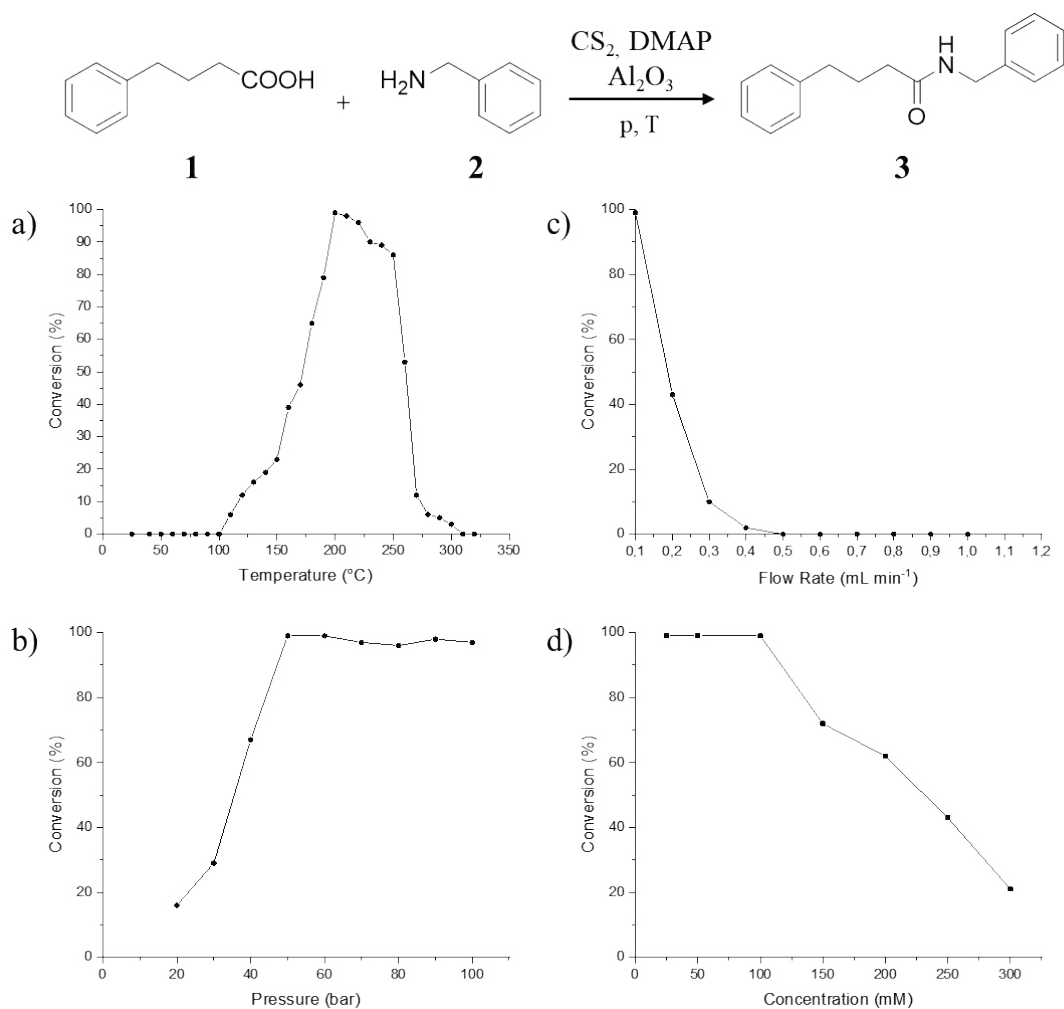 CS₂, DMAP
COOH + H₂N Al₂O₃ H N O
p, T
1 2 3
a)
100
90
80
70
60
50
40
30
20
10
0
Conversion (%)
0 50 100 150 200 250 300 350
Temperature (°C)
c)
100
80
60
40
20
0
Conversion (%)
0,1 0,2 0,3 0,4 0,5 0,6 0,7 0,8 0,9 1,0 1,1 1,2
Flow Rate (mL min⁻¹)
b)
100
80
60
40
20
0
Conversion (%)
0 20 40 60 80 100
Pressure (bar)
d)
100
80
60
40
20
0
Conversion (%)
0 50 100 150 200 250 300
Concentration (mM)